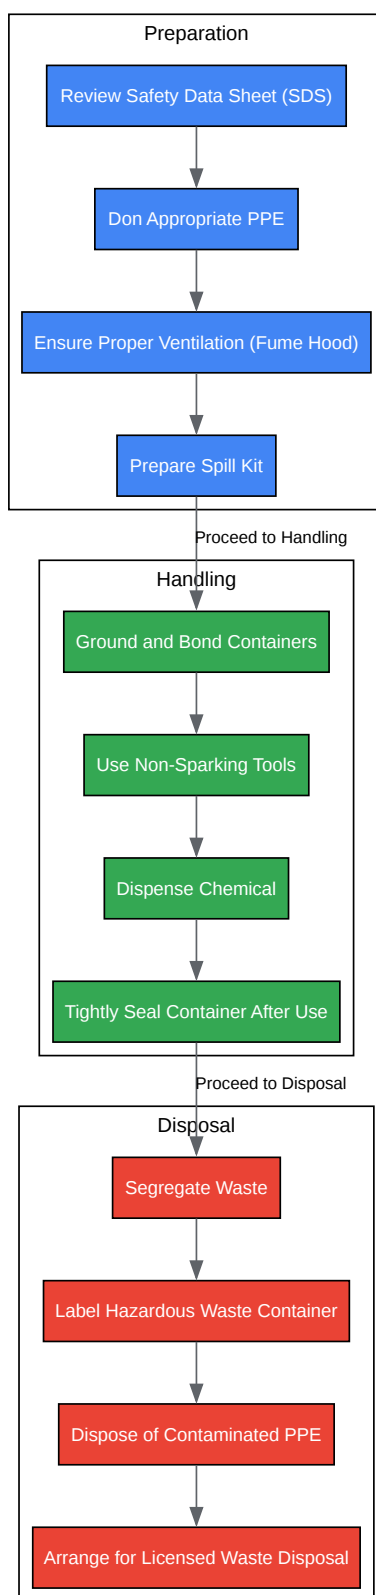 Preparation
Review Safety Data Sheet (SDS)
Don Appropriate PPE
Ensure Proper Ventilation (Fume Hood)
Prepare Spill Kit
Proceed to Handling
Handling
Ground and Bond Containers
Use Non-Sparking Tools
Dispense Chemical
Tightly Seal Container After Use
Proceed to Disposal
Disposal
Segregate Waste
Label Hazardous Waste Container
Dispose of Contaminated PPE
Arrange for Licensed Waste Disposal